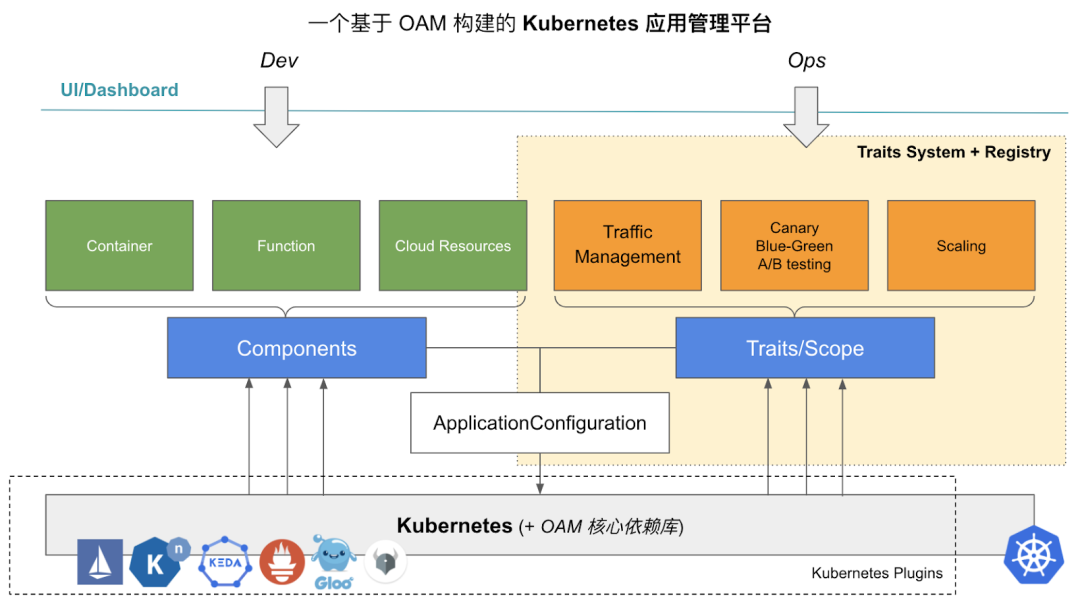 一个基于 OAM 构建的 Kubernetes 应用管理平台
Dev
Ops
UI/Dashboard
Traits System + Registry
Container
Function
Cloud Resources
Traffic
Management
Canary
Blue-Green
A/B testing
Scaling
Components
Traits/Scope
ApplicationConfiguration
Kubernetes (+ OAM 核心依赖库)
K
n
KEDA
Gloo
Kubernetes Plugins